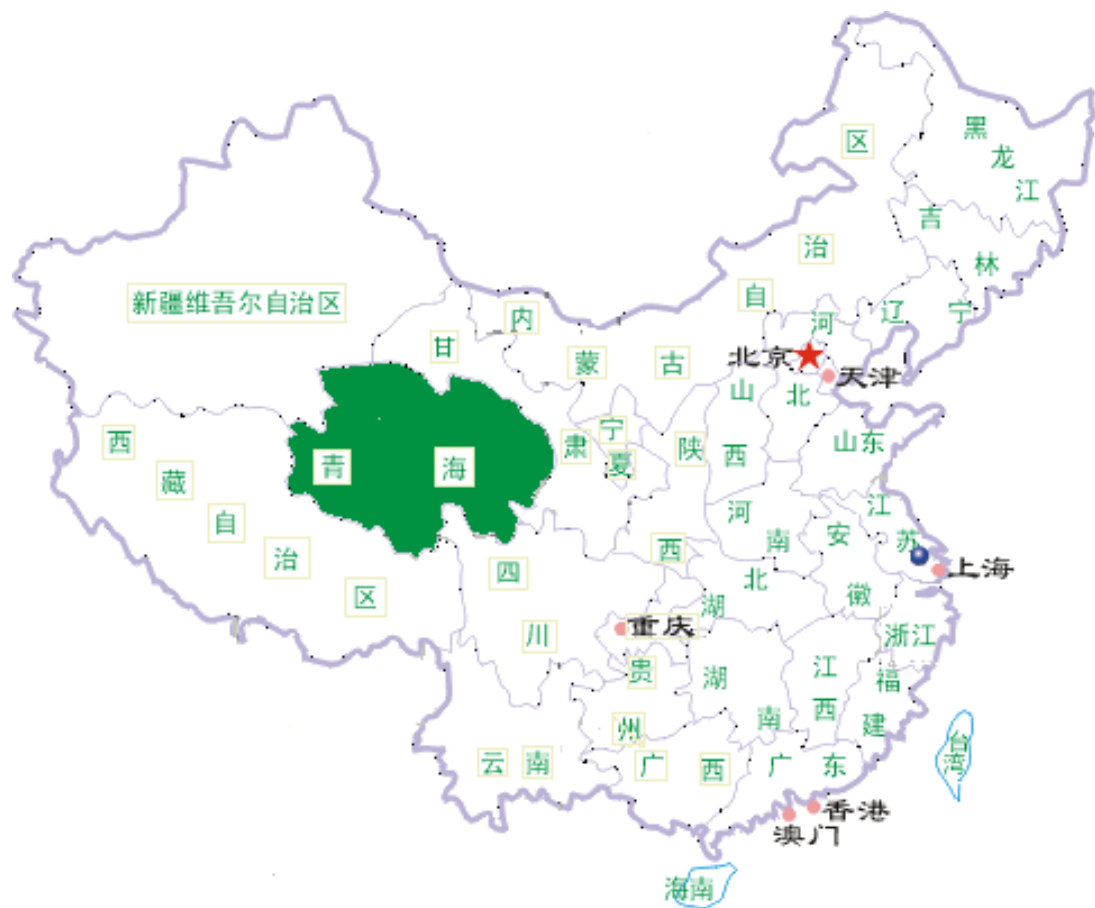 黑龙江
吉林
辽宁
内蒙古自治区
新疆维吾尔自治区
甘肃
青海
宁夏
陕西
山西
河北
北京
天津
山东
西藏自治区
四川
重庆
河南
江苏
安徽
上海
湖北
浙江
湖南
江西
福建
贵州
云南
广西
广东
台湾
香港
澳门
海南